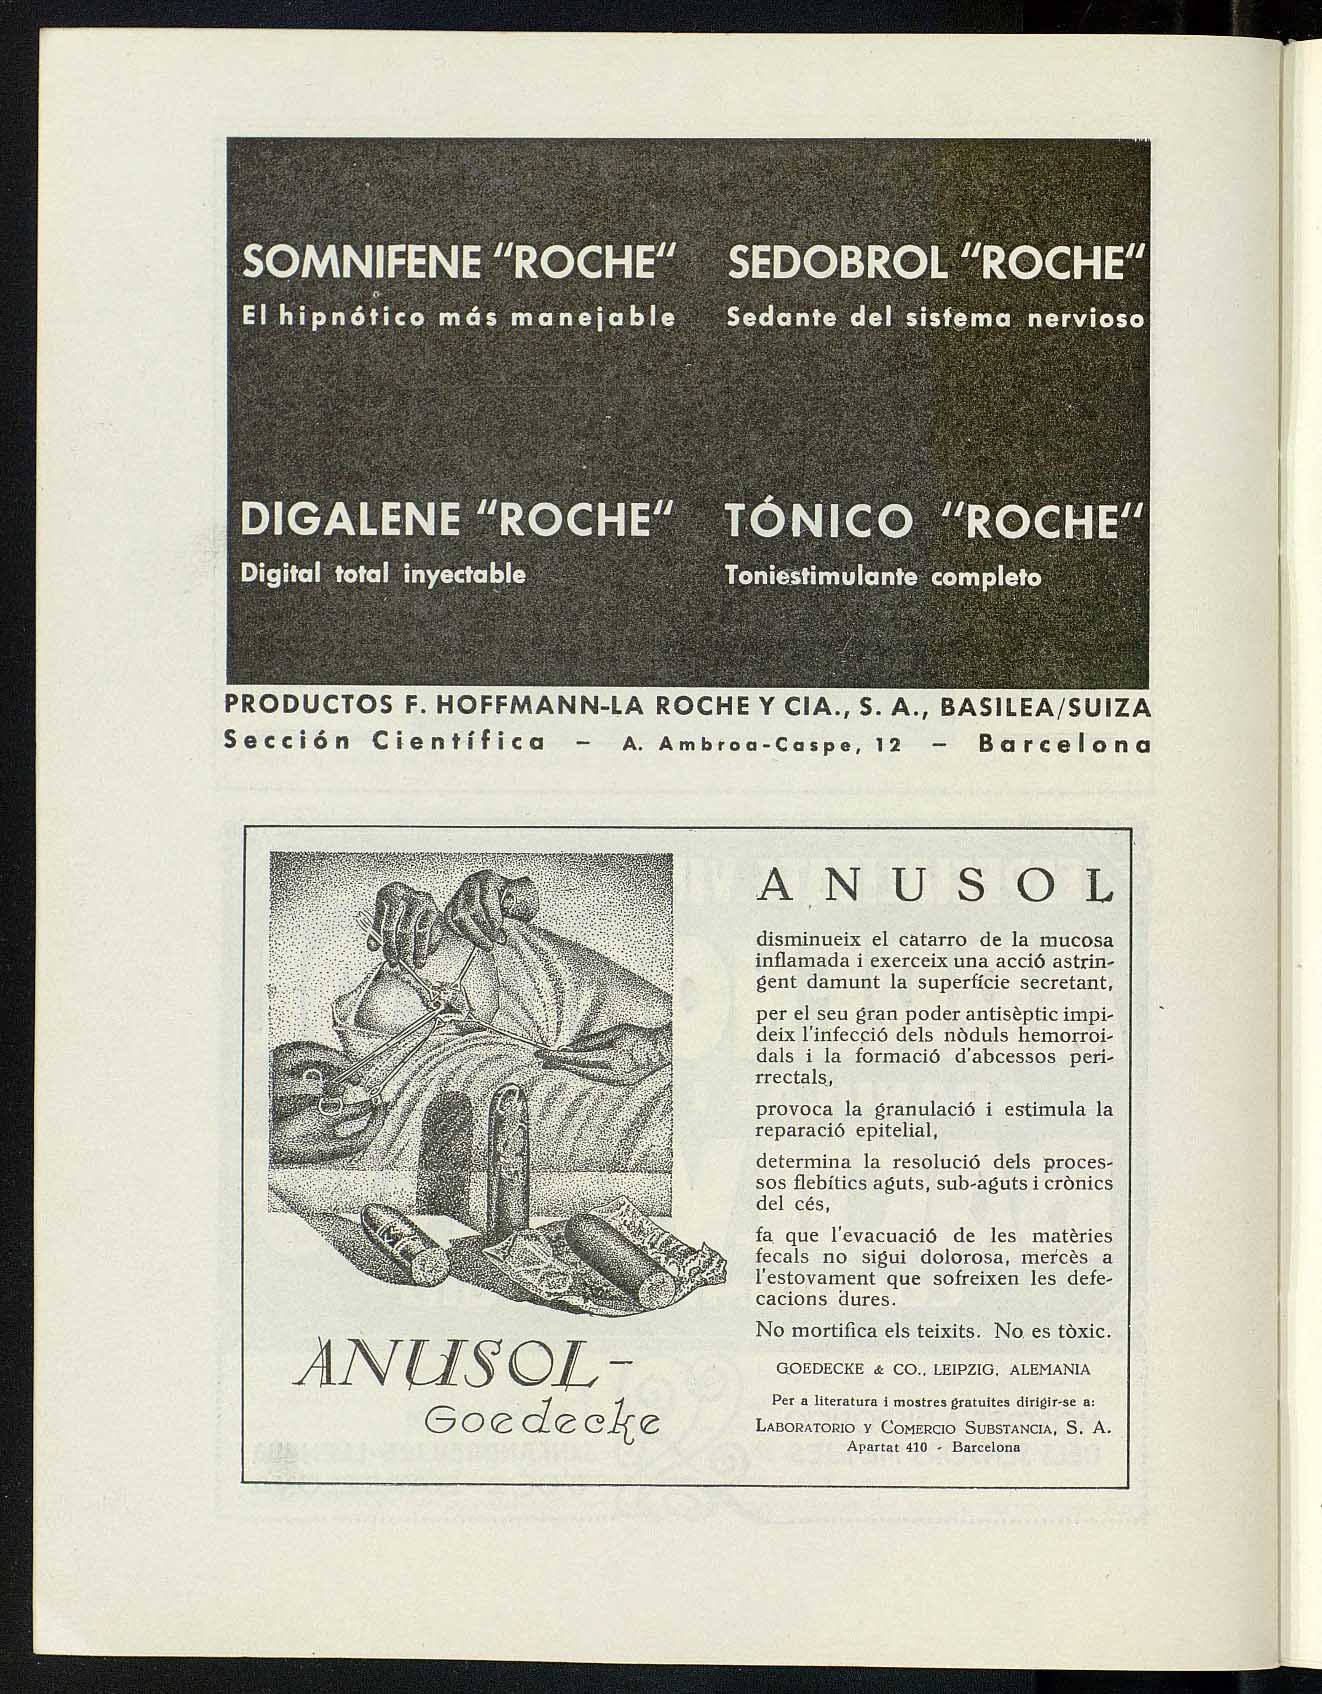 SOMNIFENE "ROCHE"
El hipnótico más manejable
SEDOBROL "ROCHE"
Sedante del sistema nervioso
DIGALENE "ROCHE"
Digital total inyectable
TÓNICO "ROCHE"
Toniestimulante completo
PRODUCTOS F. HOFFMANN-LA ROCHE Y CIA., S. A., BASILEA/SUIZA
Sección Científica - A. Ambroa-Caspe, 12 - Barcelona
ANUSOL-
Goedecke
ANUSOL
disminueix el catarro de la mucosa
inflamada i exerceix una acció astrin-
gent damunt la superfície secretant,
per el seu gran poder antisèptic impi-
deix l'infecció dels nòduls hemorroi-
dals i la formació d'abcessos peri-
rrectals,
provoca la granulació i estimula la
reparació epitelial,
determina la resolució dels proces-
sos flebítics aguts, sub-aguts i crònics
del cés,
fa que l'evacuació de les matèries
fecals no sigui dolorosa, mercès a
l'estovament que sofreixen les defe-
cacions dures.
No mortifica els teixits. No es tòxic.
GOEDECKE & CO., LEIPZIG, ALEMANIA
Per a literatura i mostres gratuites dirigir-se a:
LABORATORIO Y COMERCIO SUBSTANCIA, S. A.
Apartat 410 - Barcelona